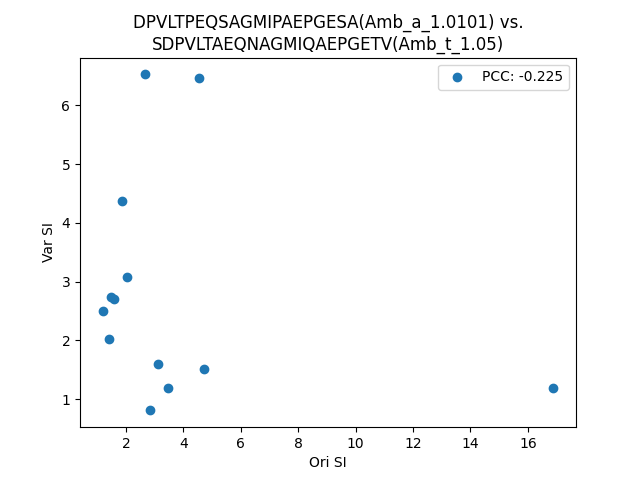 DPVLTPEQSAGMIPAEPGESA(Amb_a_1.0101) vs.
SDPVLTAEQNAGMIQAEPGETV(Amb_t_1.05)
PCC: -0.225
6
5
4
3
2
1
Var SI
2
4
6
8
10
12
14
16
Ori SI